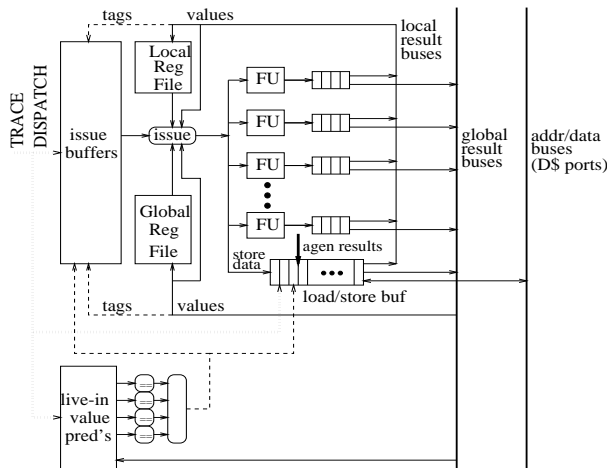 tags
values
local
result
buses
Local
Reg
File
FU
TRACE
DISPATCH
issue
buffers
issue
FU
global
result
buses
addr/data
buses
(D$ ports)
FU
Global
Reg
File
FU
store
data
agen results
load/store buf
tags
values
live-in
value
pred's
==
==
==
==